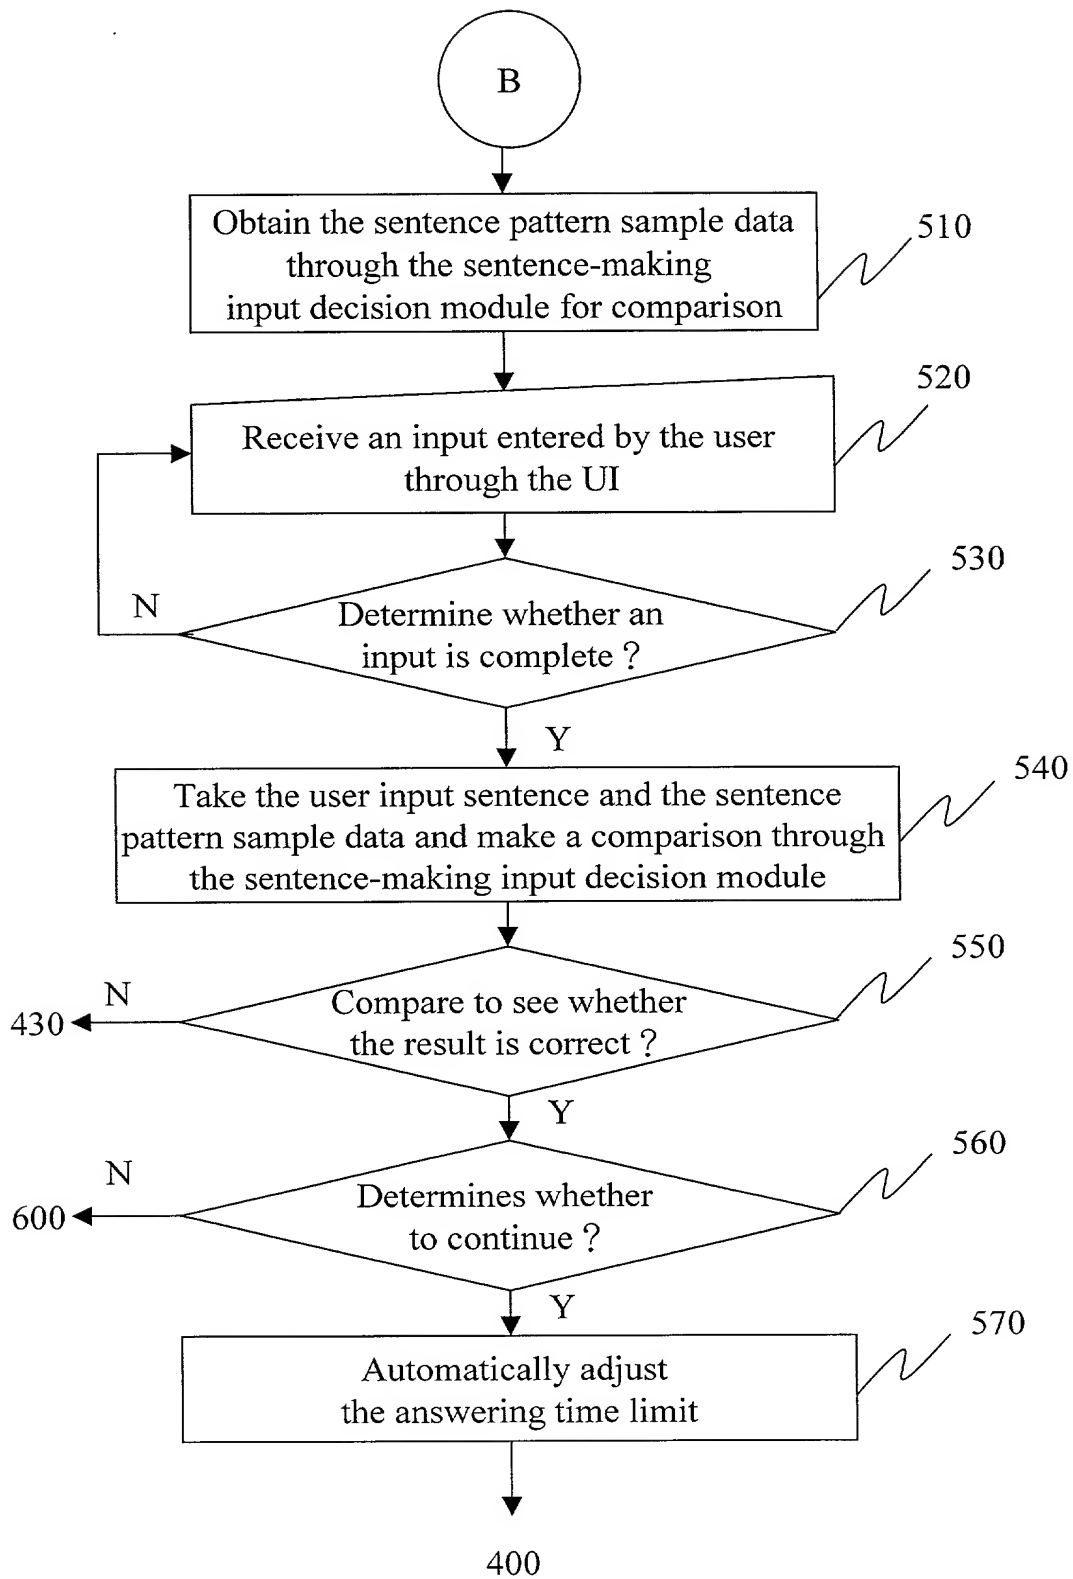 B
Obtain the sentence pattern sample data
through the sentence-making
input decision module for comparison
510
520
Receive an input entered by the user
through the UI
530
N
Determine whether an
input is complete ?
Y
540
Take the user input sentence and the sentence
pattern sample data and make a comparison through
the sentence-making input decision module
550
N
Compare to see whether
the result is correct ?
430
Y
560
N
Determines whether
to continue ?
600
Y
570
Automatically adjust
the answering time limit
400